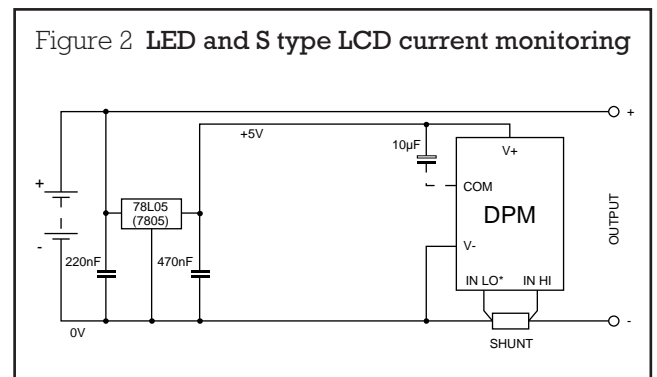 Figure 2 LED and S type LCD current monitoring
+
+5V
10µF
V+
+
78L05
(7805)
COM
DPM
OUTPUT
-
V-
220nF
470nF
IN LO*
IN HI
0V
-
SHUNT